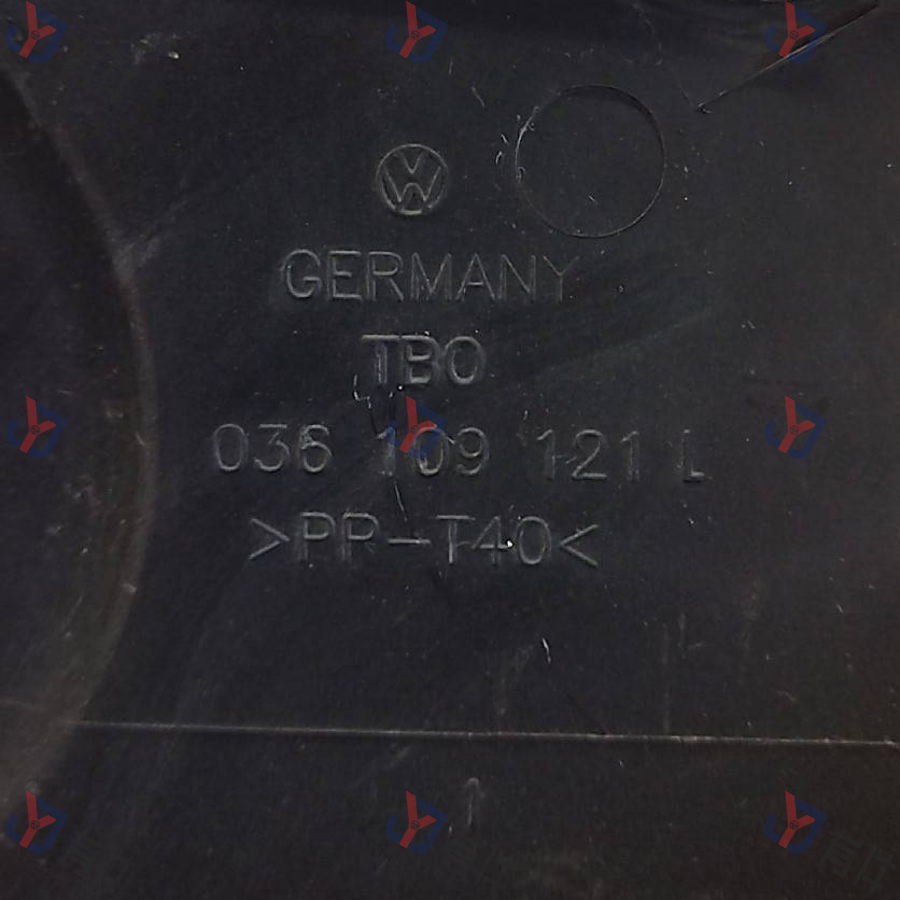 GERMANY
TBO
036 109 121 L
>PP-T40<